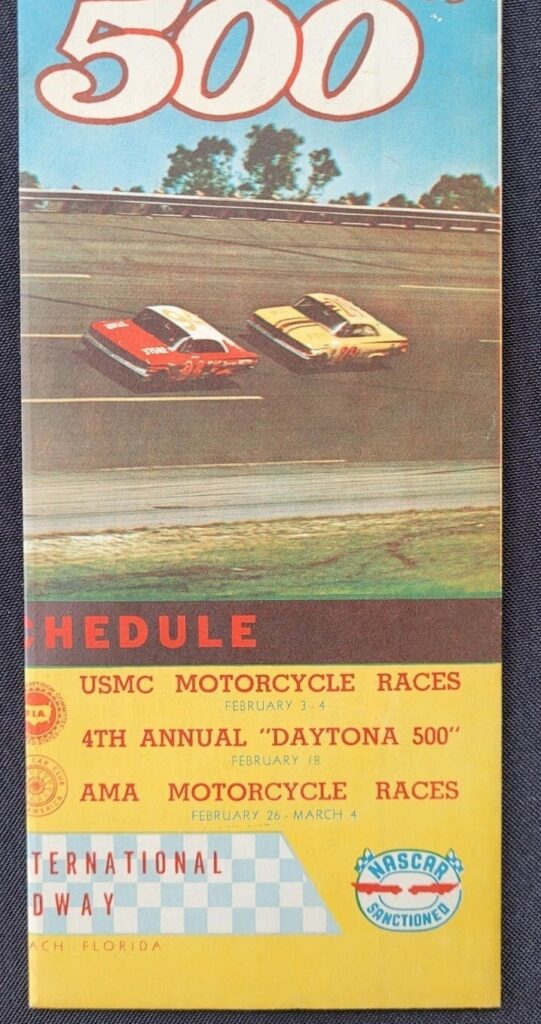 500
CHEDULE
USMC MOTORCYCLE RACES
FEBRUARY 3 - 4
4TH ANNUAL "DAYTONA 500"
FEBRUARY 18
AMA MOTORCYCLE RACES
FEBRUARY 26 - MARCH 4
TERNATIONAL
DWAY
ACH, FLORIDA
NASCAR
SANCTIONED